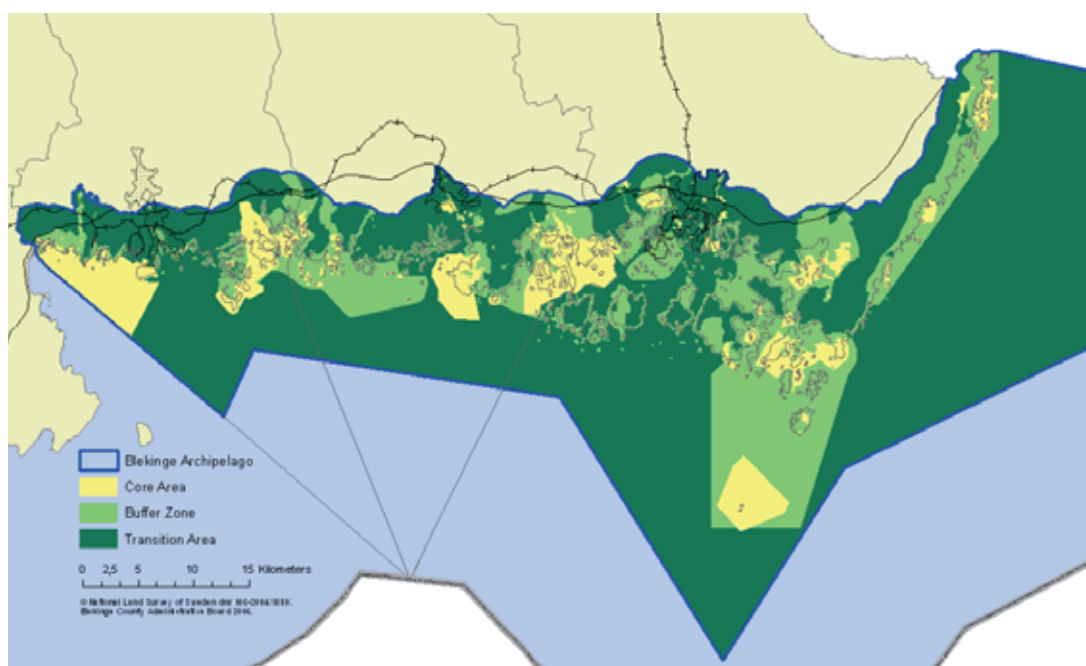 Blekinge Archipelago
Core Area
Buffer Zone
Transition Area
0 2,5 5 10 15 Kilometers
© National Land Survey of Sweden
Blekinge County Administrative Board 2006.
2